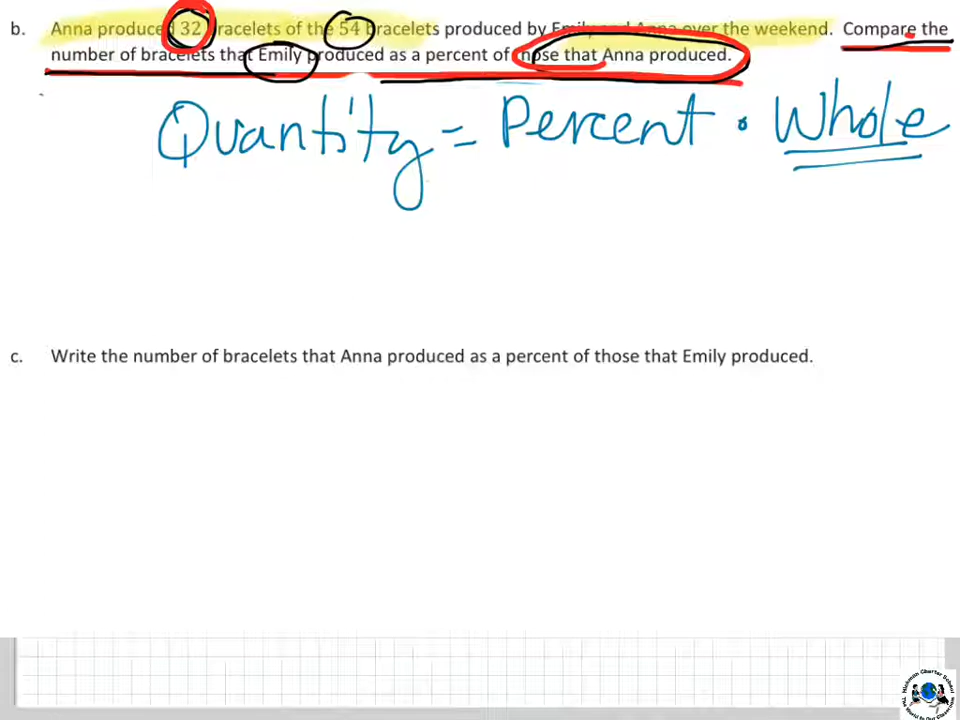 b. Anna produced 32 bracelets of the 54 bracelets produced by Emily and Anna over the weekend. Compare the
number of bracelets that Emily produced as a percent of those that Anna produced.
Quantity = Percent • Whole
c. Write the number of bracelets that Anna produced as a percent of those that Emily produced.